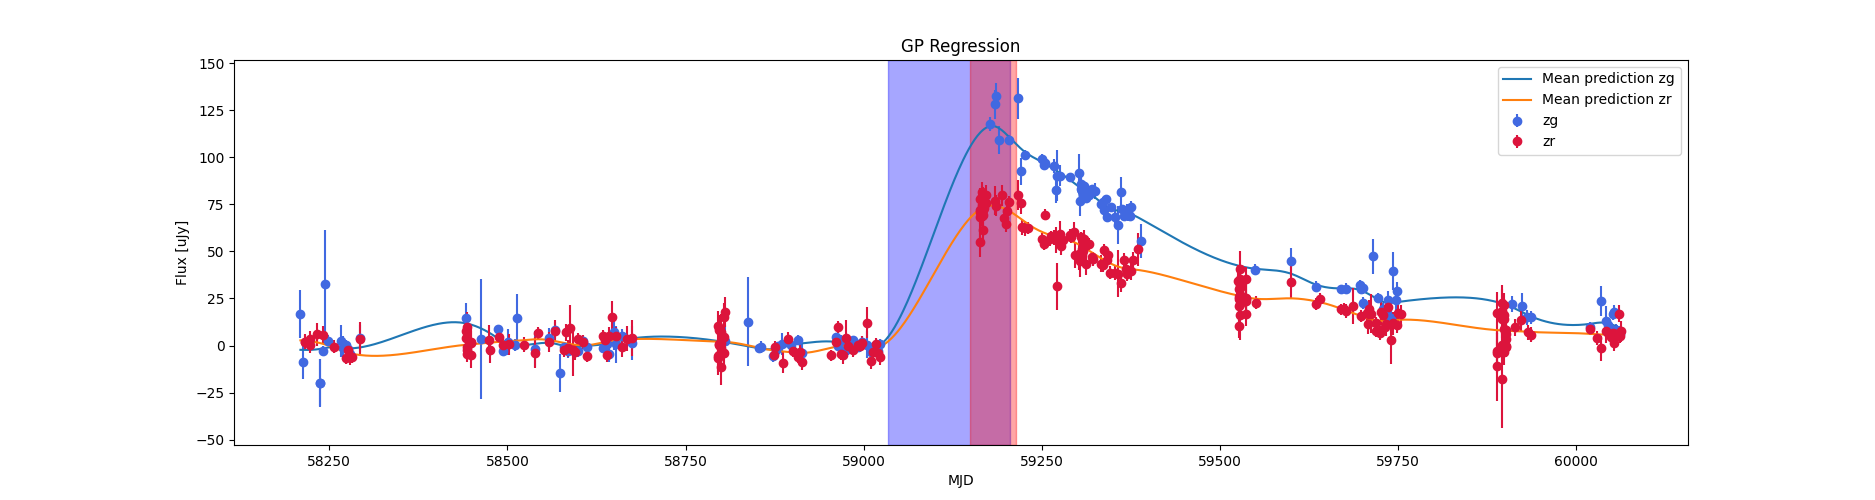 GP Regression
150
125
100
75
50
25
0
−25
−50
Flux [uJy]
58250
58500
58750
59000
59250
59500
59750
60000
MJD
Mean prediction zg
Mean prediction zr
zg
zr